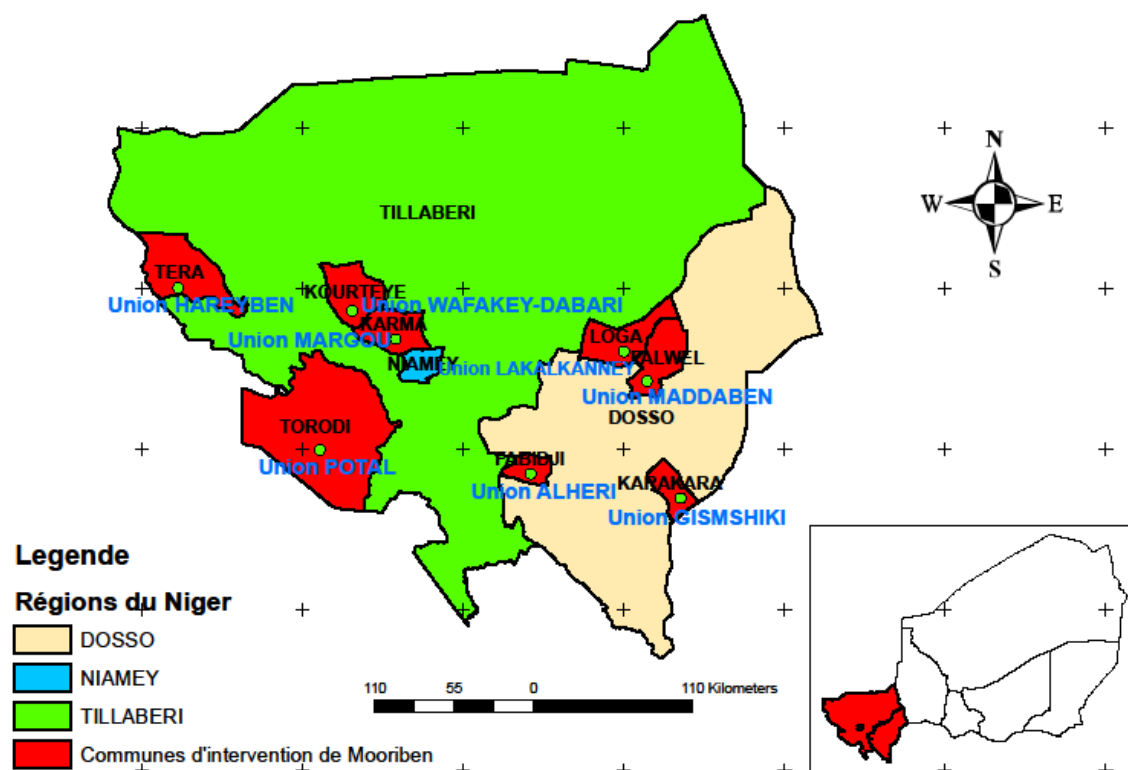 N
W E
S
TILLABERI
TERA
Union HAREYBEN
KOURTEYE
Union WAFAKEY-DABARI
KARMA
Union MARGOU
NIAMEY
LOGA
FALWEL
Union LAKALKANNEY
Union MADDABEN
DOSSO
TORODI
Union POTAL
FABIDJI
Union ALHERI
KARAKARA
Union GISMSHIKI
Legende
Régions du Niger
DOSSO
NIAMEY
TILLABERI
Communes d'intervention de Mooriben
110 55 0 110 Kilometers